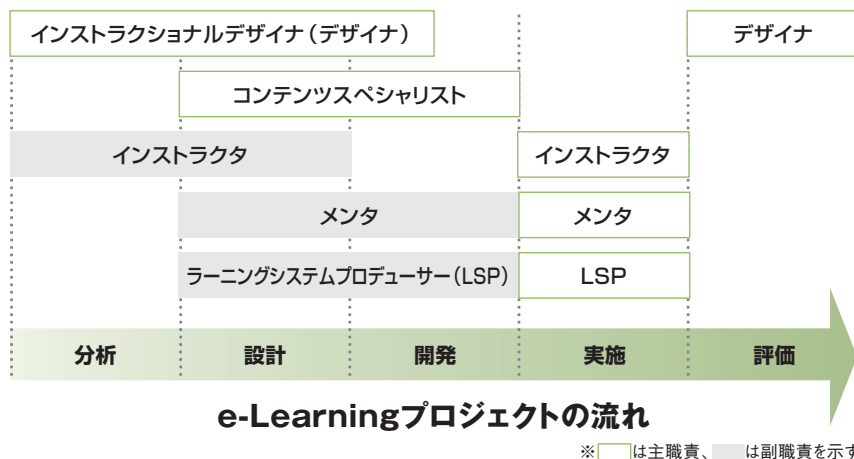 インストラクショナルデザイナ(デザイナ)
デザイナ
コンテンツスペシャリスト
インストラクタ
インストラクタ
メンタ
メンタ
ラーニングシステムプロデューサー(LSP)
LSP
分析
設計
開発
実施
評価
e-Learningプロジェクトの流れ
※ は主職責、 は副職責を示す